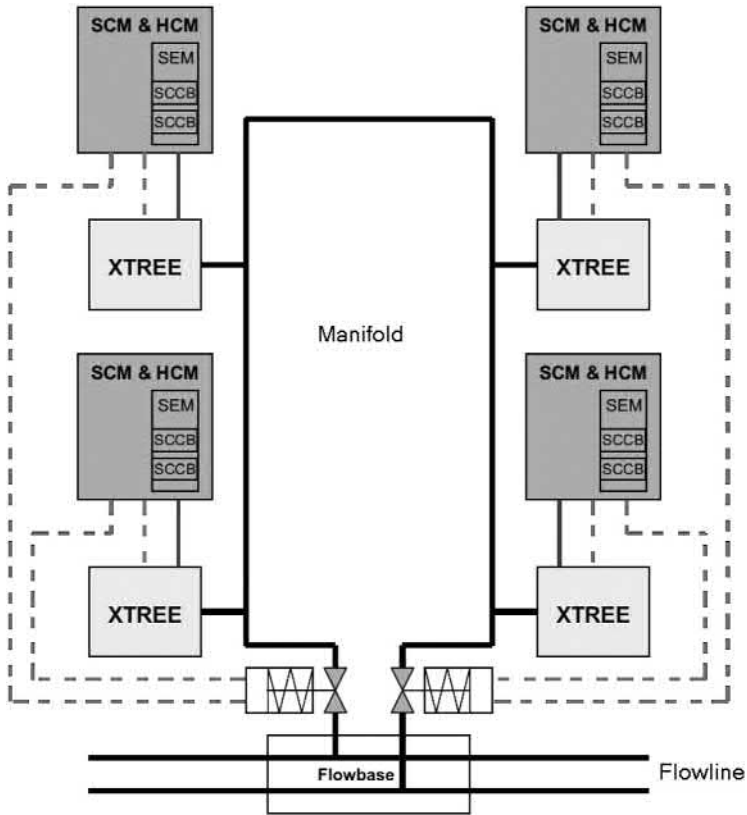 SCM & HCM
SEM
SCCB
SCCB
SCM & HCM
SEM
SCCB
SCCB
XTREE
XTREE
Manifold
SCM & HCM
SEM
SCCB
SCCB
SCM & HCM
SEM
SCCB
SCCB
XTREE
XTREE
Flowbase
Flowline